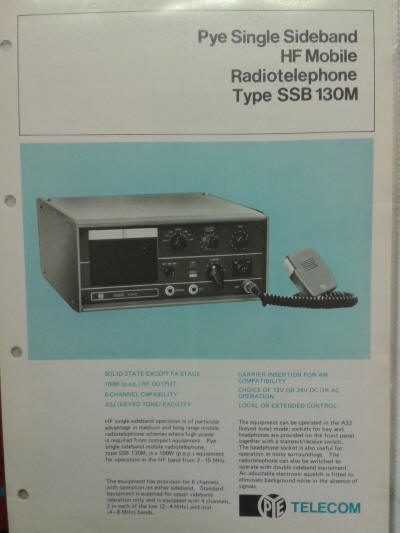 Pye Single Sideband
HF Mobile
Radiotelephone
Type SSB 130M
SOLID STATE EXCEPT PA STAGE
100W (p.e.p.) RF OUTPUT
6-CHANNEL CAPABILITY
A2J (KEYED TONE) FACILITY
HF single sideband operation is of particular
advantage in medium and long range mobile
radiotelephone schemes where high power
is required from compact equipment. Pye
single sideband mobile radiotelephone,
type SSB 130M, is a 100W (p.e.p.) equipment
for operation in the HF band from 2–15 MHz.
The equipment has provision for 6 channels
with operation on either sideband. Standard
equipment is supplied for upper sideband
operation only and is equipped with 4 channels,
2 in each of the low (2–4 MHz) and mid
(4–8 MHz) bands.
CARRIER INSERTION FOR AM
COMPATIBILITY
CHOICE OF 12V OR 24V DC OR AC
OPERATION
LOCAL OR EXTENDED CONTROL
The equipment can be operated in the A2J
(keyed tone) mode; sockets for key and
headphones are provided on the front panel,
together with a transmit/receive switch.
The headphone socket is also useful for
operation in noisy surroundings. The
radiotelephone can also be switched to
operate with double sideband equipment.
An adjustable electronic squelch is fitted to
eliminate background noise in the absence of
signals.
PYE TELECOM